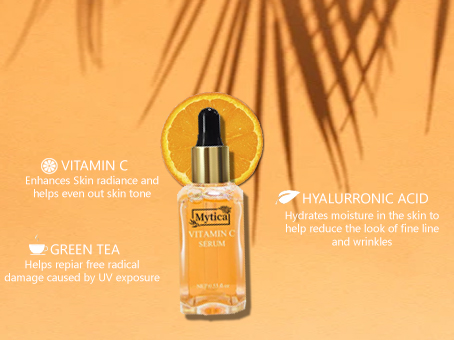 VITAMIN C
Enhances Skin radiance and
helps even out skin tone
GREEN TEA
Helps repiar free radical
damage caused by UV exposure
Mytica
VITAMIN C
SERUM
HYALURRONIC ACID
Hydrates moisture in the skin to
help reduce the look of fine line
and wrinkles